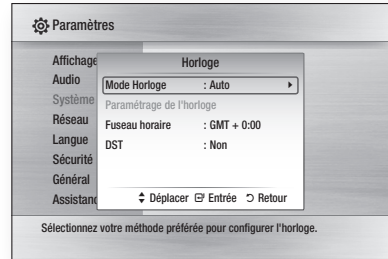 Paramètres
Affichage
Audio
Système
Réseau
Langue
Sécurité
Général
Horloge
Mode Horloge : Auto
Paramétrage de l'horloge
Fuseau horaire : GMT + 0:00
DST : Non
Déplacer Entrée Retour
Sélectionnez votre méthode préférée pour configurer l'horloge.